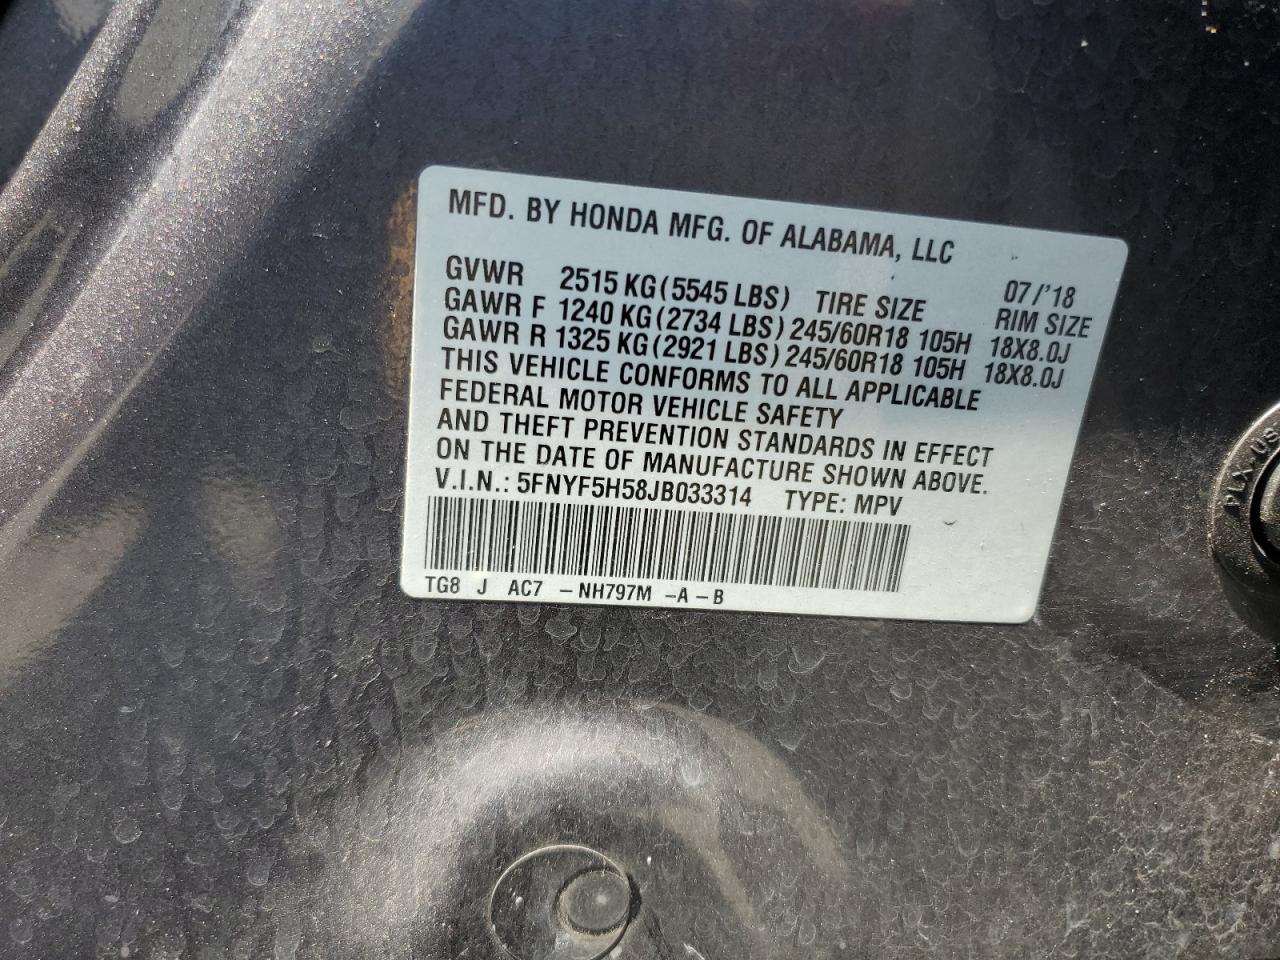 MFD. BY HONDA MFG. OF ALABAMA, LLC
07/'18
GVWR 2515 KG (5545 LBS) TIRE SIZE RIM SIZE
GAWR F 1240 KG (2734 LBS) 245/60R18 105H 18X8.0J
GAWR R 1325 KG (2921 LBS) 245/60R18 105H 18X8.0J
THIS VEHICLE CONFORMS TO ALL APPLICABLE
FEDERAL MOTOR VEHICLE SAFETY
AND THEFT PREVENTION STANDARDS IN EFFECT
ON THE DATE OF MANUFACTURE SHOWN ABOVE.
V.I.N.: 5FNYF5H58JB033314 TYPE: MPV
TG8 J AC7 -NH797M -A-B